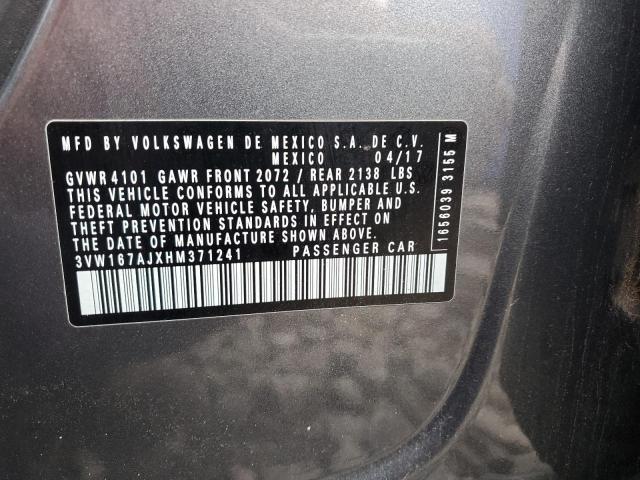 MFD BY VOLKSWAGEN DE MEXICO S.A. DE C.V.
MEXICO 04/17
GVWR 4101 GAWR FRONT 2072 / REAR 2138 LBS
THIS VEHICLE CONFORMS TO ALL APPLICABLE U.S.
FEDERAL MOTOR VEHICLE SAFETY, BUMPER AND
THEFT PREVENTION STANDARDS IN EFFECT ON
THE DATE OF MANUFACTURE SHOWN ABOVE.
3VW167AJXHM371241 PASSENGER CAR
1656039 3155 M